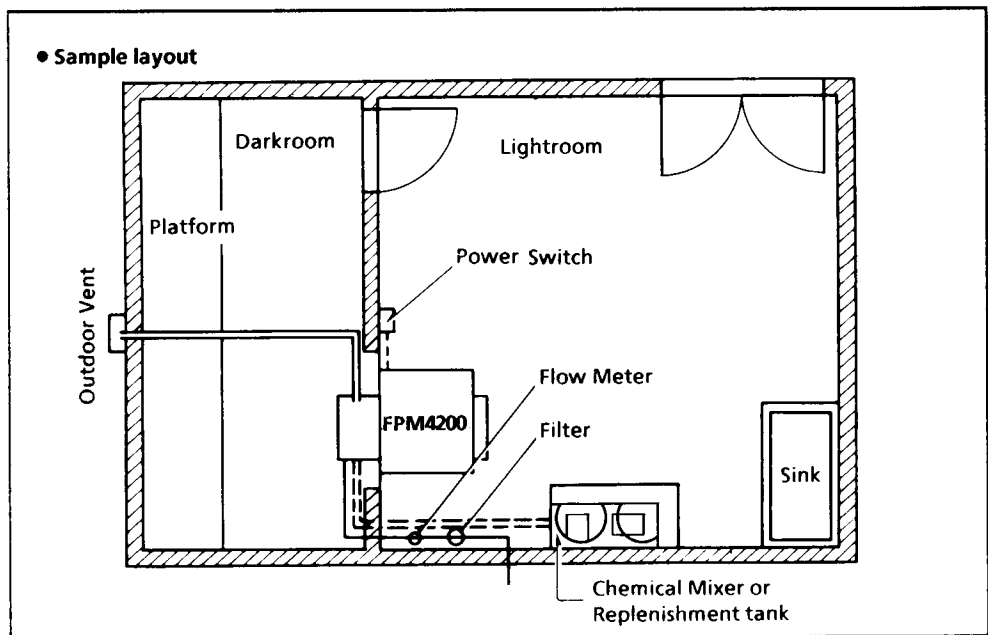 • Sample layout
Darkroom
Lightroom
Platform
Power Switch
Outdoor Vent
Flow Meter
FPM4200
Filter
Sink
Chemical Mixer or
Replenishment tank